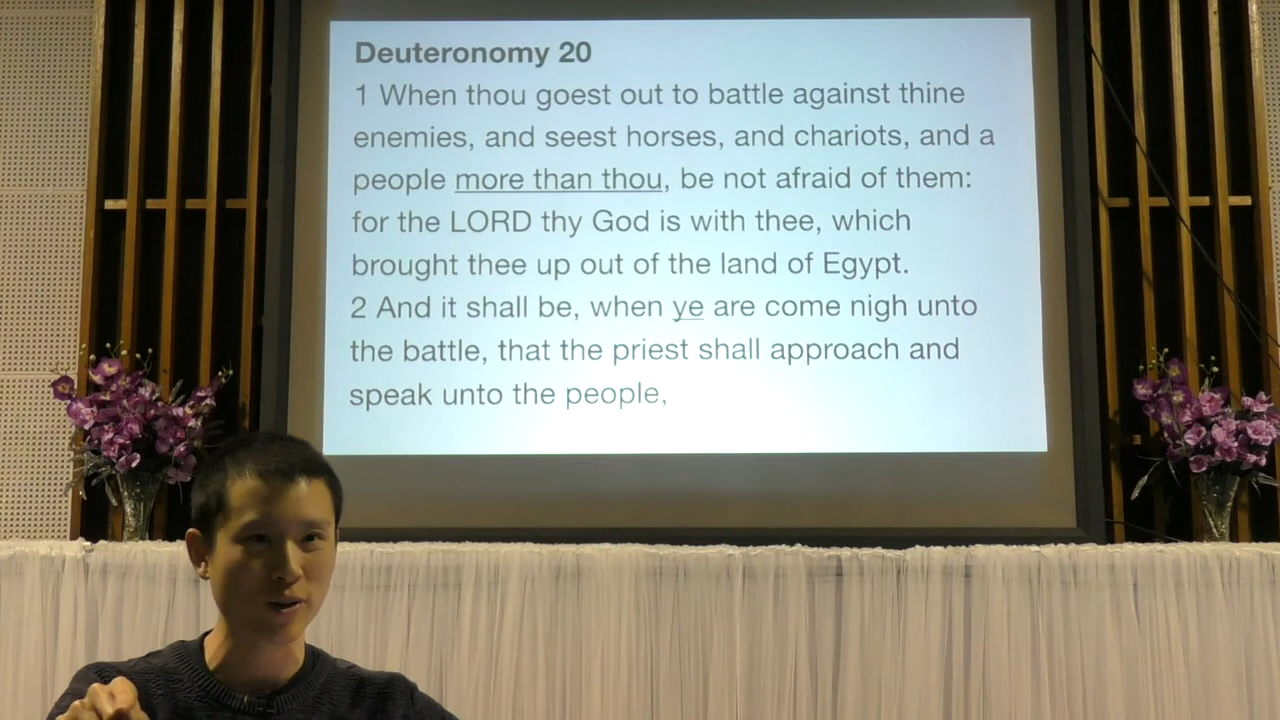 Deuteronomy 20
1 When thou goest out to battle against thine
enemies, and seest horses, and chariots, and a
people more than thou, be not afraid of them:
for the LORD thy God is with thee, which
brought thee up out of the land of Egypt.
2 And it shall be, when ye are come nigh unto
the battle, that the priest shall approach and
speak unto the people,